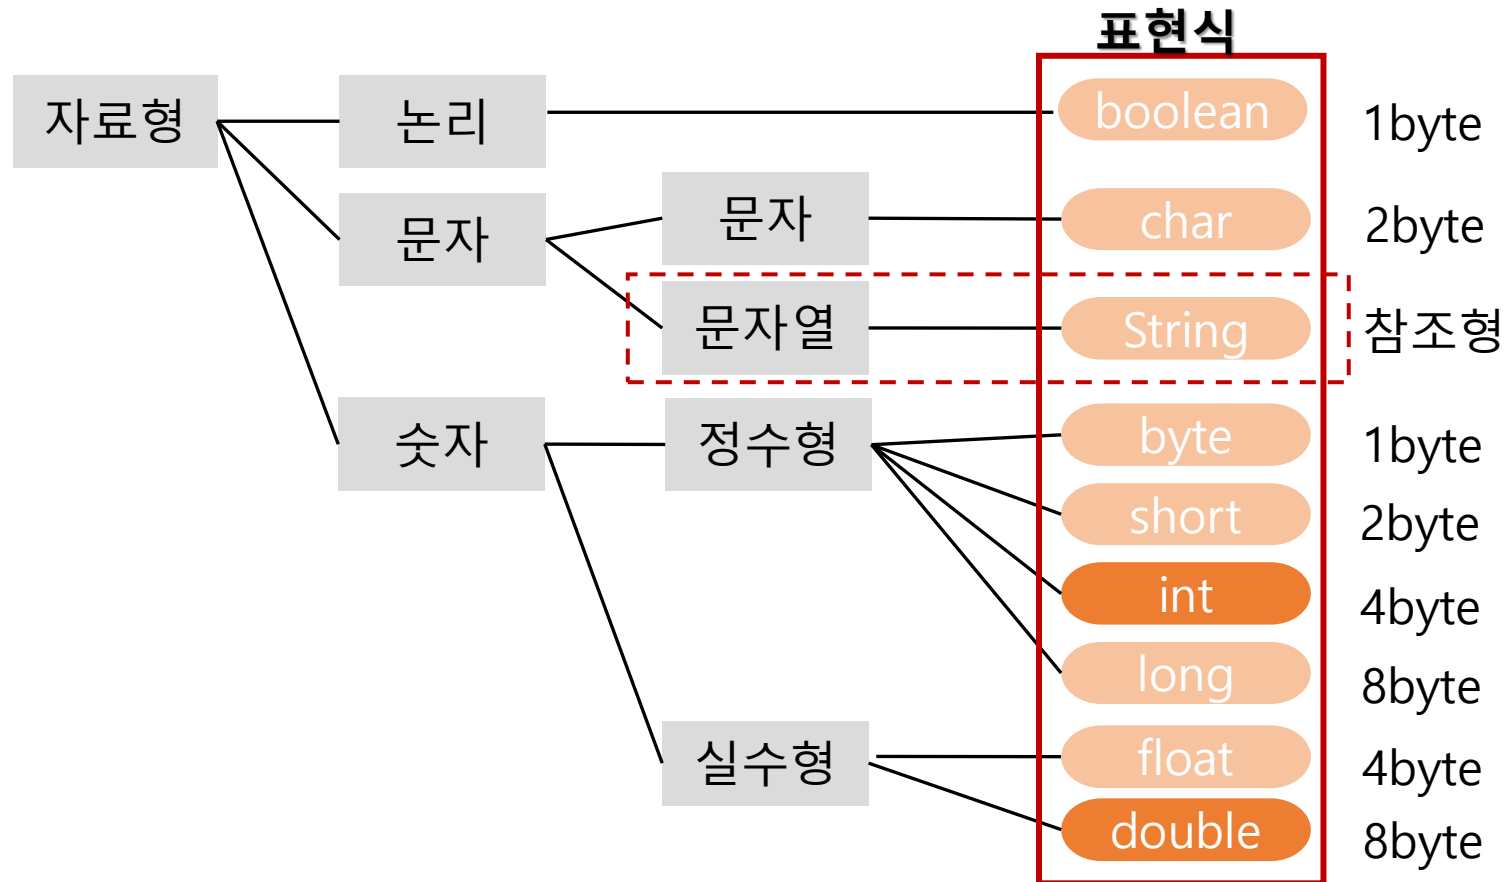 표현식
자료형
논리
boolean
1byte
문자
문자
char
2byte
문자열
String
참조형
숫자
정수형
byte
1byte
short
2byte
int
4byte
long
8byte
실수형
float
4byte
double
8byte